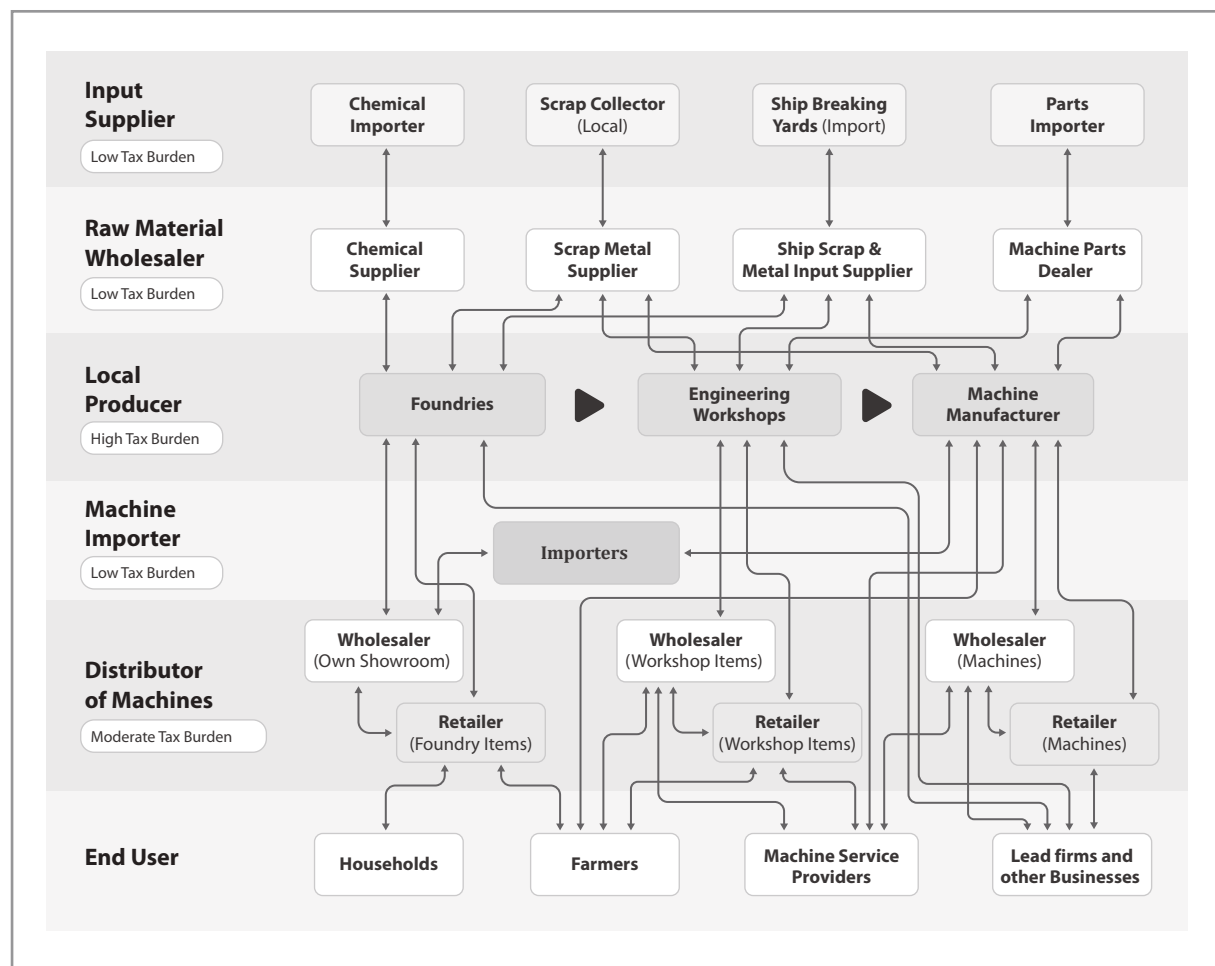 Input
Supplier
Low Tax Burden
Chemical
Importer
Scrap Collector
(Local)
Ship Breaking
Yards (Import)
Parts
Importer
Raw Material
Wholesaler
Low Tax Burden
Chemical
Supplier
Scrap Metal
Supplier
Ship Scrap &
Metal Input Supplier
Machine Parts
Dealer
Local
Producer
High Tax Burden
Foundries
Engineering
Workshops
Machine
Manufacturer
Machine
Importer
Low Tax Burden
Importers
Distributor
of Machines
Moderate Tax Burden
Wholesaler
(Own Showroom)
Wholesaler
(Workshop Items)
Wholesaler
(Machines)
Retailer
(Foundry Items)
Retailer
(Workshop Items)
Retailer
(Machines)
End User
Households
Farmers
Machine Service
Providers
Lead firms and
other Businesses